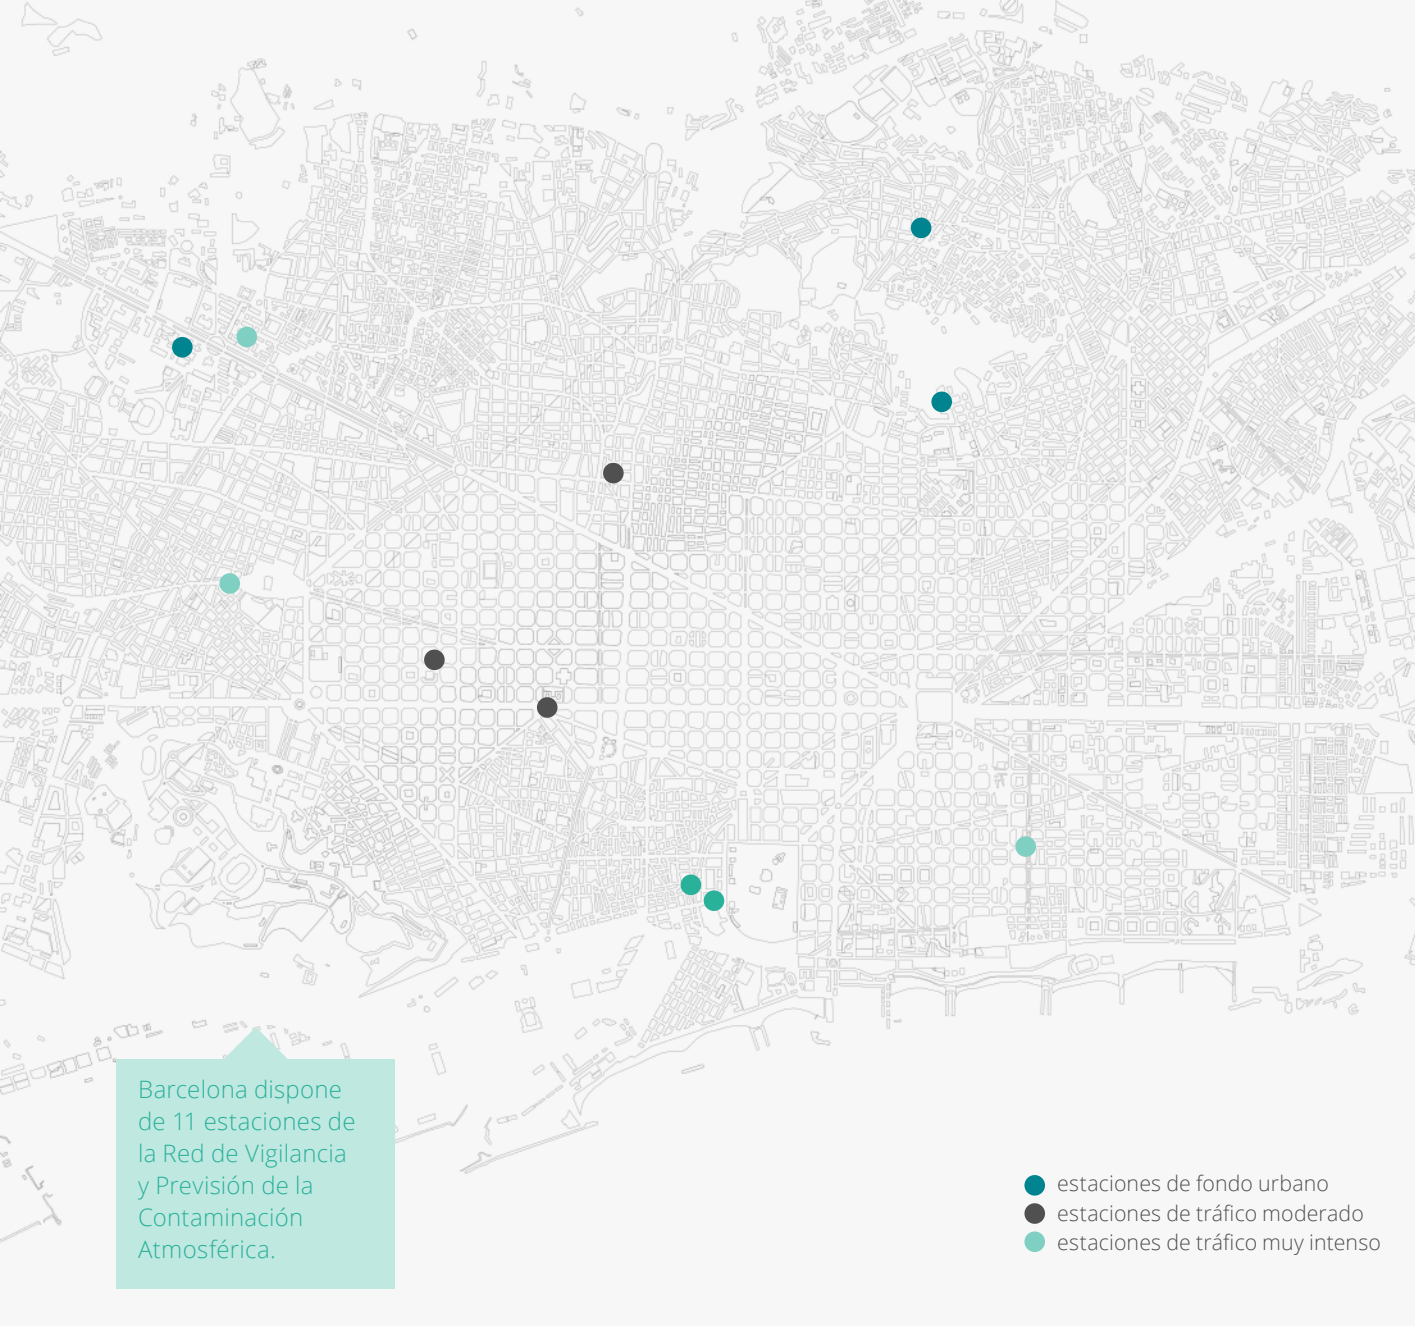 Barcelona dispone
de 11 estaciones de
la Red de Vigilancia
y Previsión de la
Contaminación
Atmosférica.
estaciones de fondo urbano
estaciones de tráfico moderado
estaciones de tráfico muy intenso